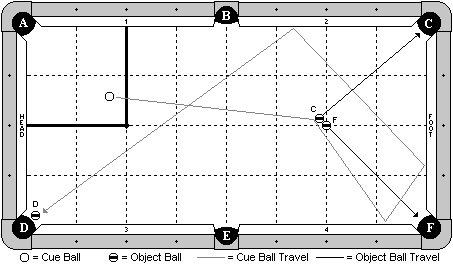 A B C
1 2
C F
HEAD FOOT
D
D E F
3 4
= Cue Ball = Object Ball = Cue Ball Travel = Object Ball Travel